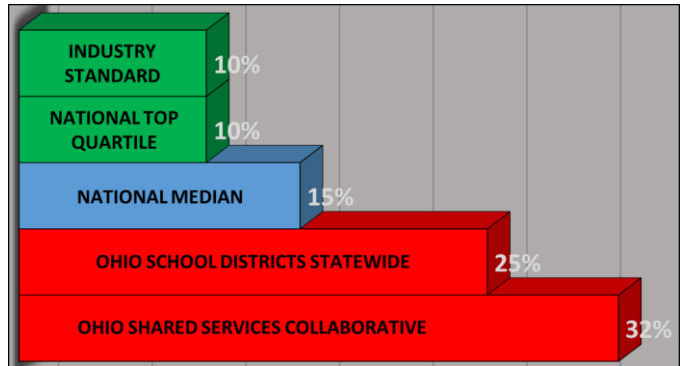 INDUSTRY
STANDARD
10%
NATIONAL TOP
QUARTILE
10%
NATIONAL MEDIAN
15%
OHIO SCHOOL DISTRICTS STATEWIDE
25%
OHIO SHARED SERVICES COLLABORATIVE
32%